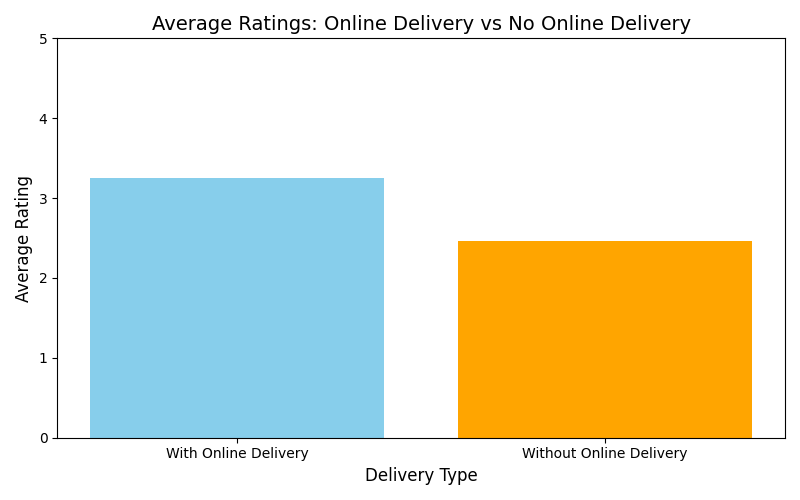 Average Ratings: Online Delivery vs No Online Delivery
5
4
3
2
1
0
Average Rating
With Online Delivery
Without Online Delivery
Delivery Type